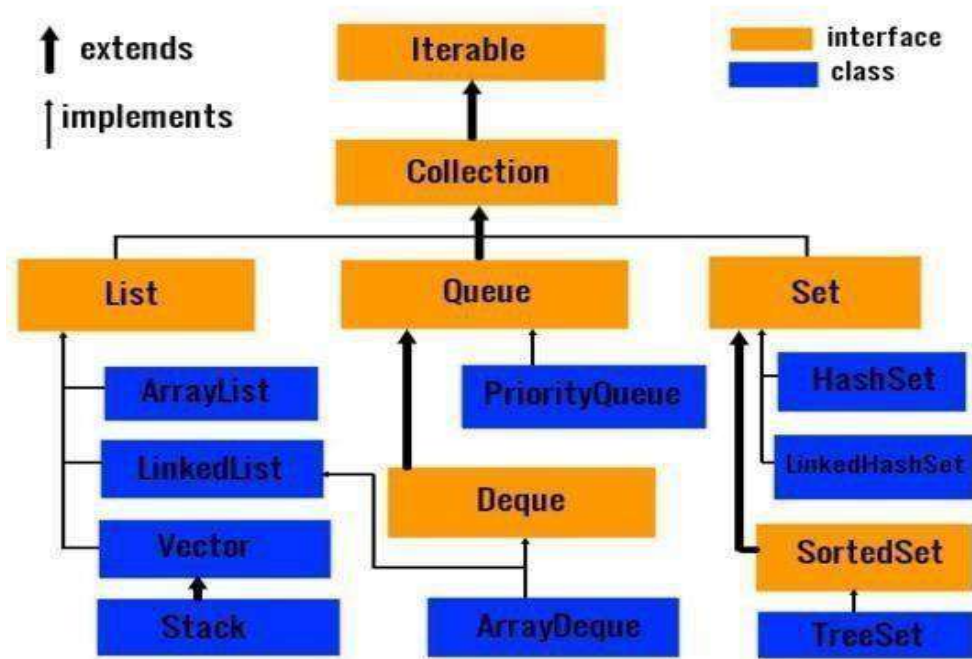 extends
implements
interface
class
Iterable
Collection
List
Queue
Set
ArrayList
PriorityQueue
HashSet
LinkedList
Deque
LinkedHashSet
Vector
SortedSet
Stack
ArrayDeque
TreeSet